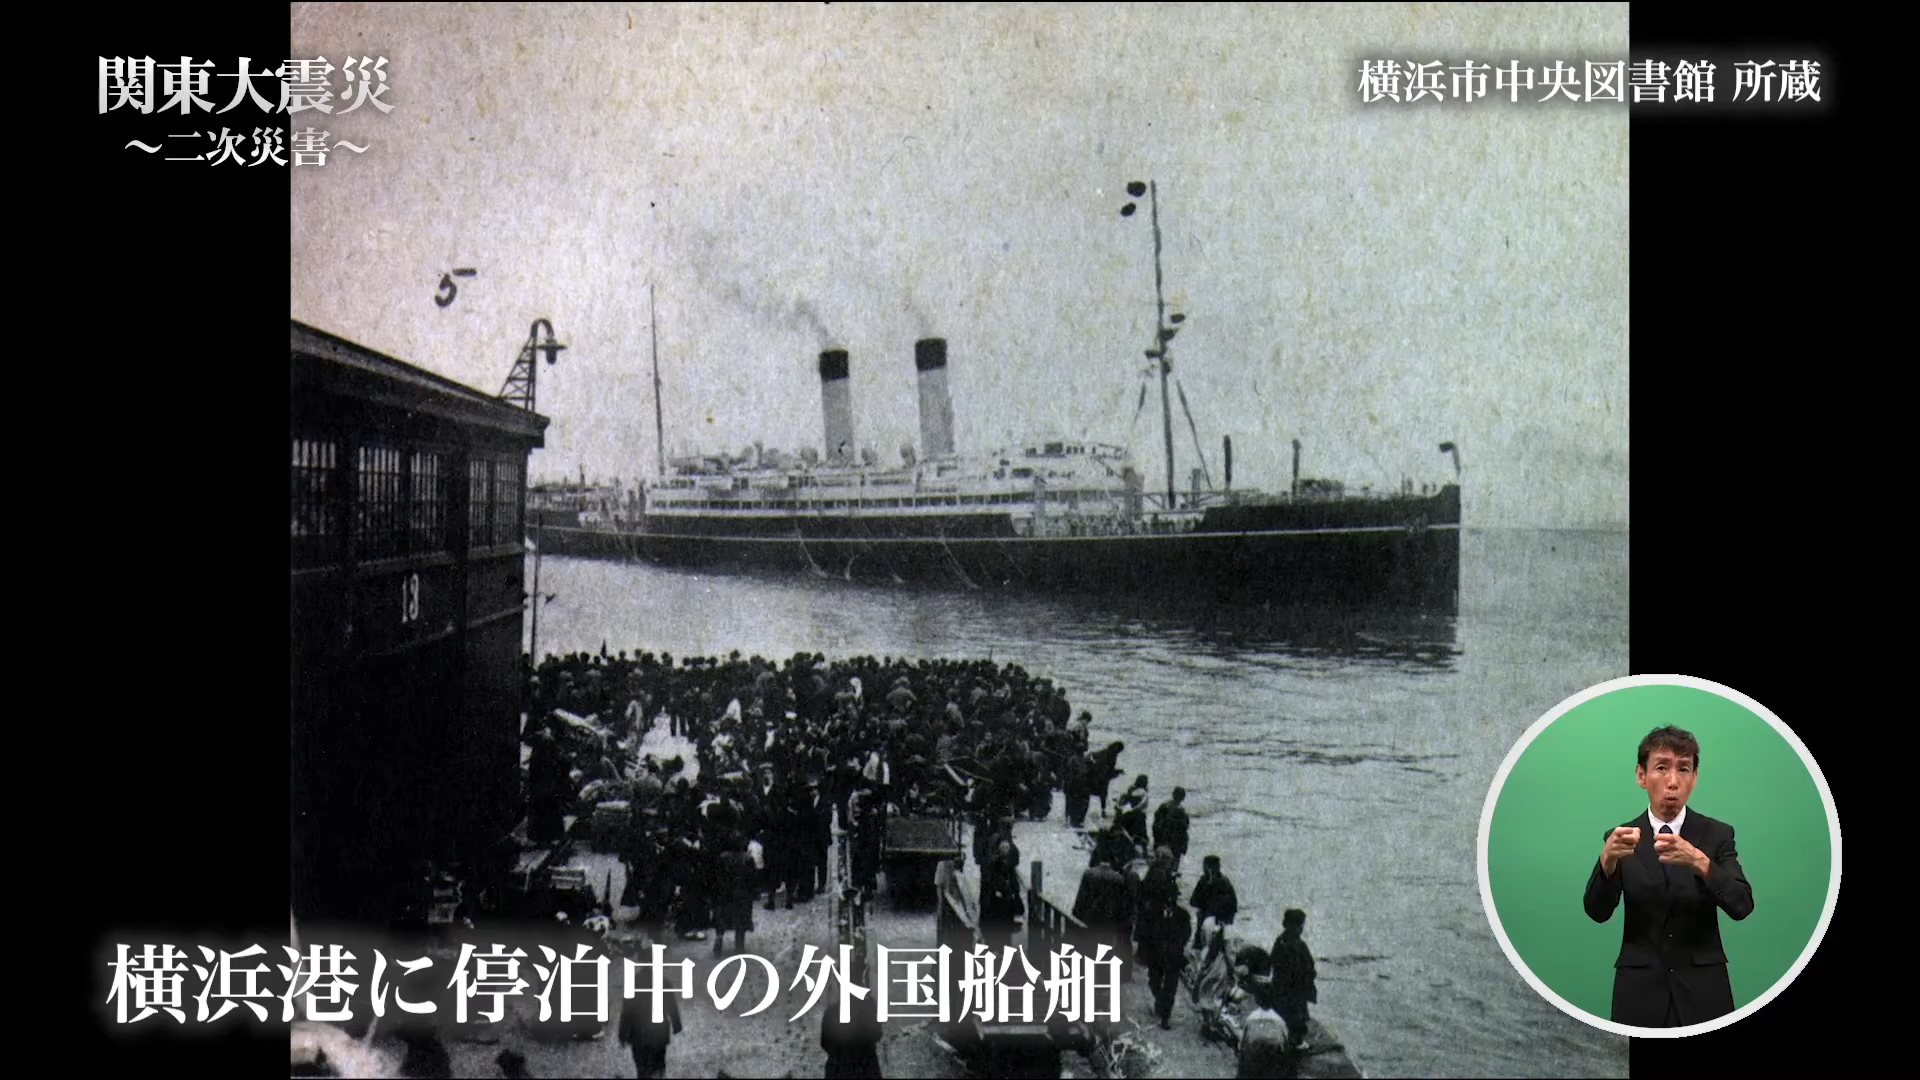 関東大震災
～二次災害～
横浜市中央図書館 所蔵
5
13
横浜港に停泊中の外国船舶